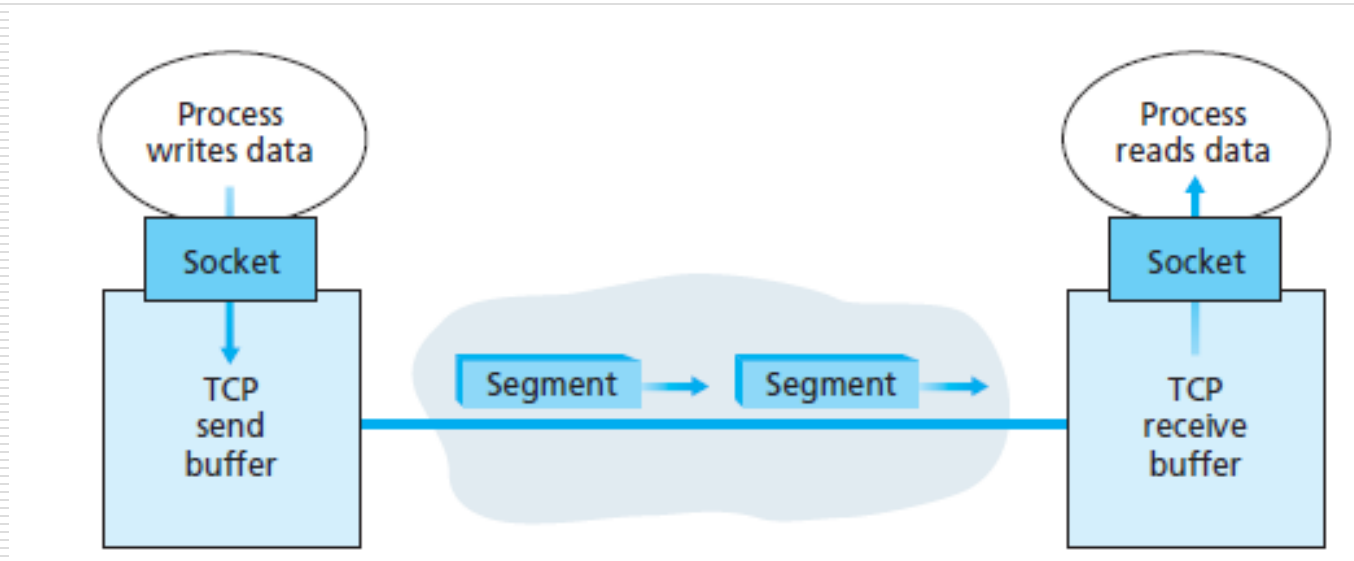 Process
writes data
Process
reads data
Socket
Socket
Segment
Segment
TCP
send
buffer
TCP
receive
buffer